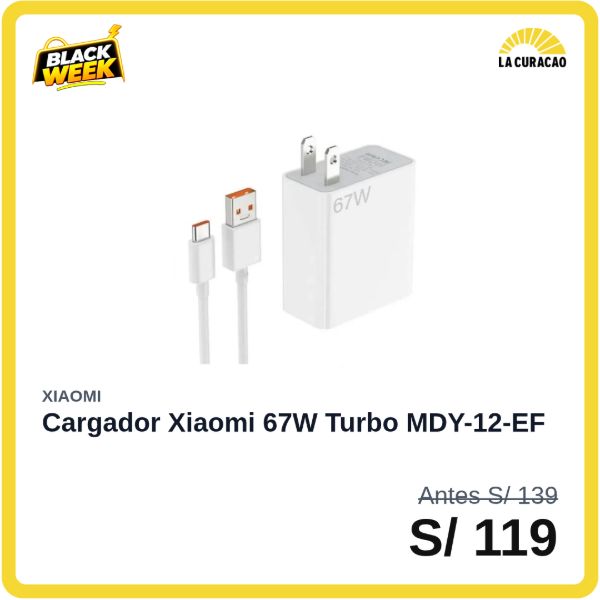 BLACK
WEEK
LA CURACAO
67W
XIAOMI
Cargador Xiaomi 67W Turbo MDY-12-EF
Antes S/ 139
S/ 119